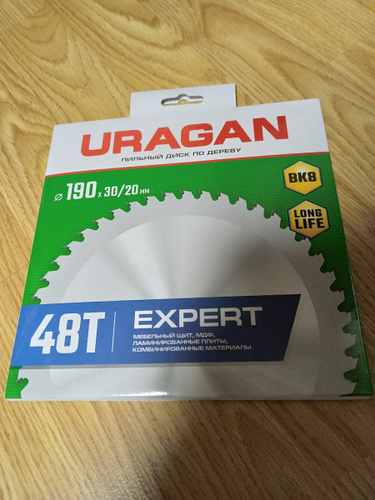 URAGAN
ПИЛЬНЫЙ ДИСК ПО ДЕРЕВУ
⌀ 190 x 30/20 мм
ВК8
LONG
LIFE
48T
EXPERT
МЕБЕЛЬНЫЙ ЩИТ, МДФ,
ЛАМИНИРОВАННЫЕ ПЛИТЫ,
КОМБИНИРОВАННЫЕ МАТЕРИАЛЫ